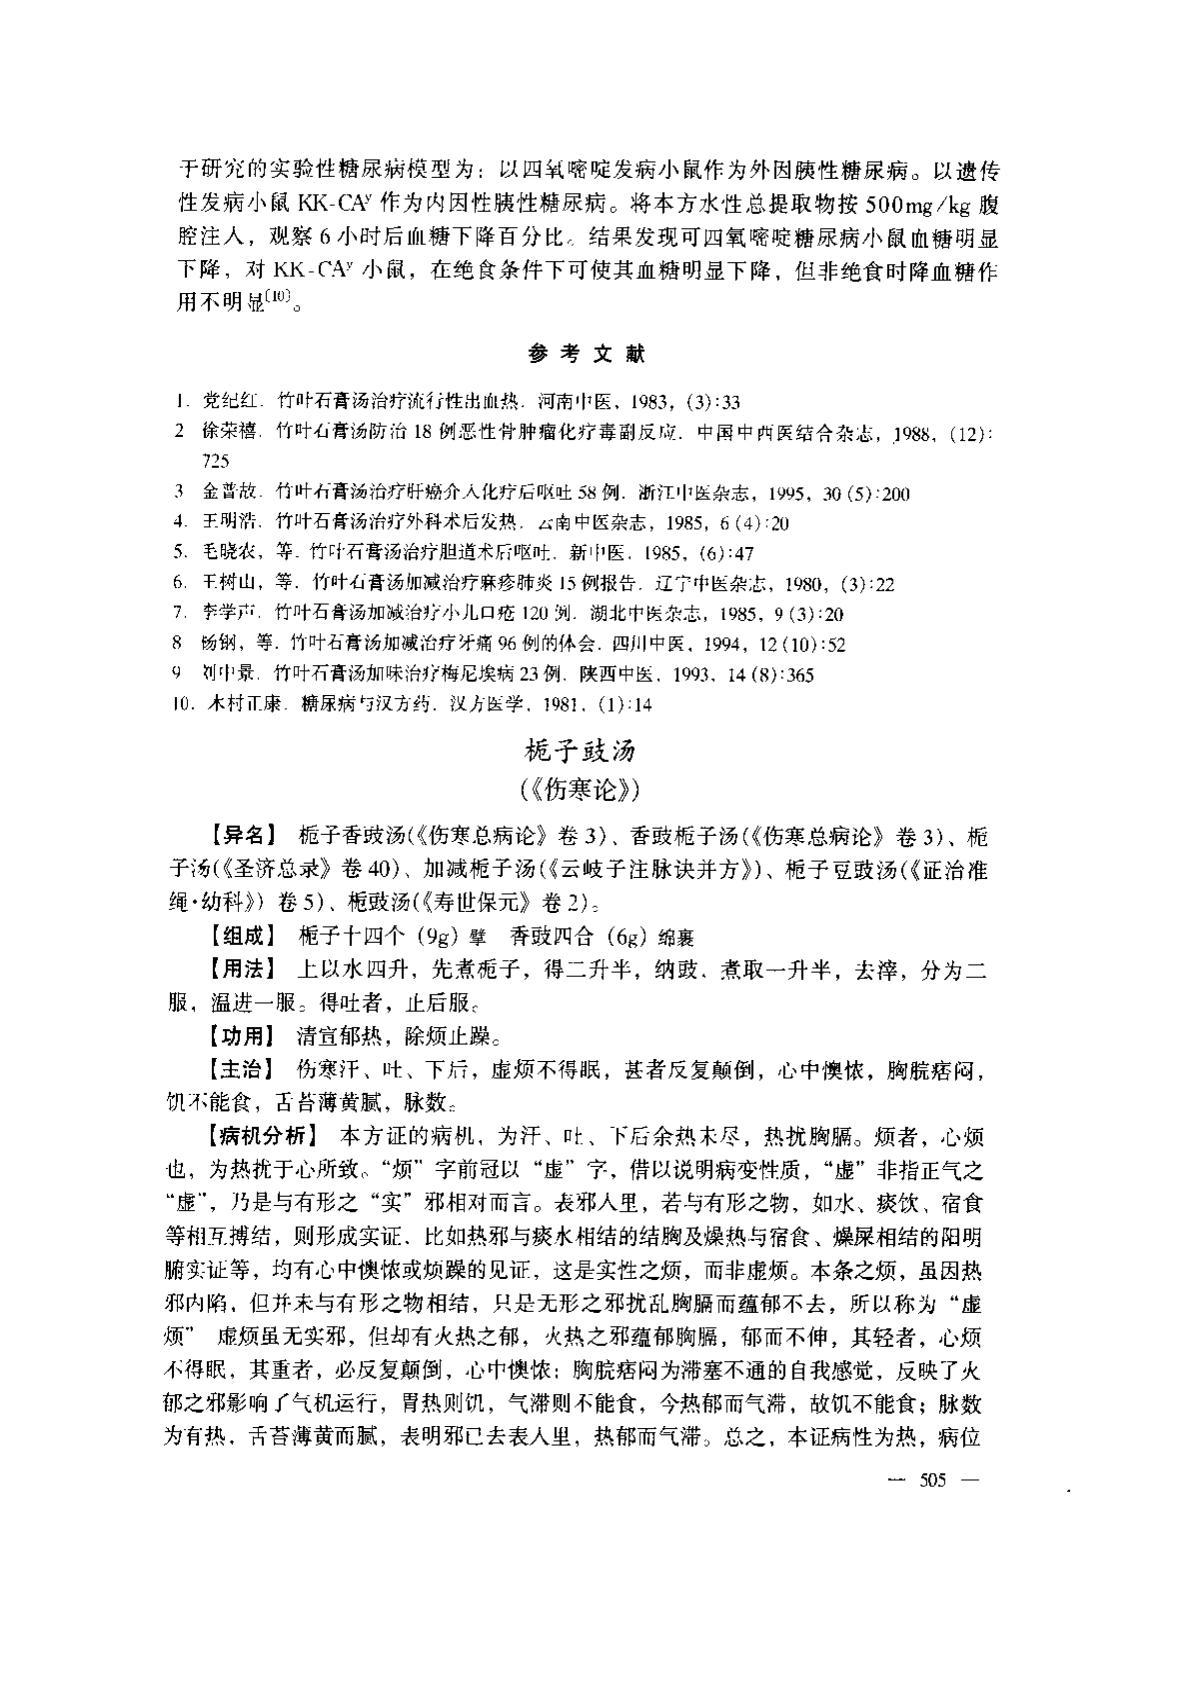 于研究的实验性糖尿病模型为：以四氧嘧啶发病小鼠作为外因胰性糖尿病。以遗传
性发病小鼠 KK-CAʸ 作为内因性胰性糖尿病。将本方水性总提取物按 500mg/kg 腹
腔注入，观察 6 小时后血糖下降百分比。结果发现可四氧嘧啶糖尿病小鼠血糖明显
下降，对 KK-CAʸ 小鼠，在绝食条件下可使其血糖明显下降，但非绝食时降血糖作
用不明显〔10〕。
参 考 文 献
1. 党纪红. 竹叶石膏汤治疗流行性出血热. 河南中医, 1983, (3):33
2 徐荣禧. 竹叶石膏汤防治 18 例恶性骨肿瘤化疗毒副反应. 中国中西医结合杂志, 1988, (12):
725
3 金普放. 竹叶石膏汤治疗肝癌介入化疗后呕吐 58 例. 浙江中医杂志, 1995, 30 (5):200
4. 王明浩. 竹叶石膏汤治疗外科术后发热. 云南中医杂志, 1985, 6 (4):20
5. 毛晓农, 等. 竹叶石膏汤治疗胆道术后呕吐. 新中医. 1985, (6):47
6. 王树山, 等. 竹叶石膏汤加减治疗麻疹肺炎 15 例报告. 辽宁中医杂志, 1980, (3):22
7. 李学声. 竹叶石膏汤加减治疗小儿口疮 120 例. 湖北中医杂志, 1985, 9 (3):20
8 杨钢, 等. 竹叶石膏汤加减治疗牙痛 96 例的体会. 四川中医, 1994, 12 (10):52
9 刘中景. 竹叶石膏汤加味治疗梅尼埃病 23 例. 陕西中医, 1993, 14 (8):365
10. 木村正康. 糖尿病与汉方药. 汉方医学, 1981, (1):14
栀子豉汤
(《伤寒论》)
【异名】 栀子香豉汤(《伤寒总病论》卷 3)、香豉栀子汤(《伤寒总病论》卷 3)、栀
子汤(《圣济总录》卷 40)、加减栀子汤(《云岐子注脉诀并方》)、栀子豆豉汤(《证治准
绳·幼科》）卷 5)、栀豉汤(《寿世保元》卷 2)。
【组成】 栀子十四个（9g）擘 香豉四合（6g）绵裹
【用法】 上以水四升，先煮栀子，得二升半，纳豉．煮取一升半，去滓，分为二
服，温进一服。得吐者，止后服。
【功用】 清宣郁热，除烦止躁。
【主治】 伤寒汗、吐、下后，虚烦不得眠，甚者反复颠倒，心中懊侬，胸脘痞闷，
饥不能食，舌苔薄黄腻，脉数。
【病机分析】 本方证的病机，为汗、吐、下后余热未尽，热扰胸膈。烦者，心烦
也，为热扰于心所致。“烦”字前冠以“虚”字，借以说明病变性质，“虚”非指正气之
“虚”，乃是与有形之“实”邪相对而言。表邪人里，若与有形之物，如水、痰饮、宿食
等相互搏结，则形成实证．比如热邪与痰水相结的结胸及燥热与宿食、燥屎相结的阳明
腑实证等，均有心中懊侬或烦躁的见证，这是实性之烦，而非虚烦。本条之烦，虽因热
邪内陷，但并未与有形之物相结，只是无形之邪扰乱胸膈而蕴郁不去，所以称为“虚
烦” 虚烦虽无实邪，但却有火热之郁，火热之邪蕴郁胸膈，郁而不伸，其轻者，心烦
不得眠，其重者，必反复颠倒，心中懊侬；胸脘痞闷为滞塞不通的自我感觉，反映了火
郁之邪影响了气机运行，胃热则饥，气滞则不能食，今热郁而气滞，故饥不能食；脉数
为有热．舌苔薄黄而腻，表明邪已去表人里，热郁而气滞。总之，本证病性为热，病位
— 505 —